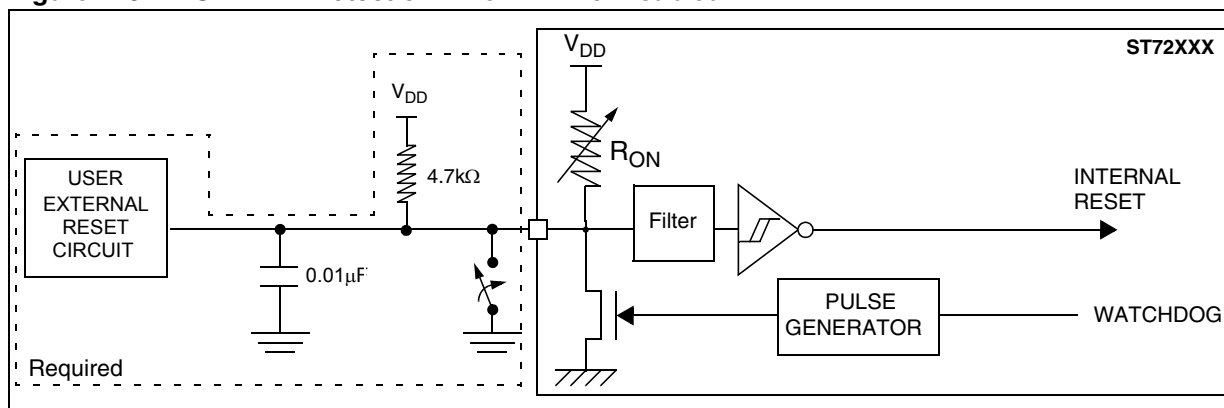 ST72XXX
VDD
VDD
RON
4.7kΩ
USER
EXTERNAL
RESET
CIRCUIT
0.01μF
Filter
INTERNAL
RESET
PULSE
GENERATOR
WATCHDOG
Required